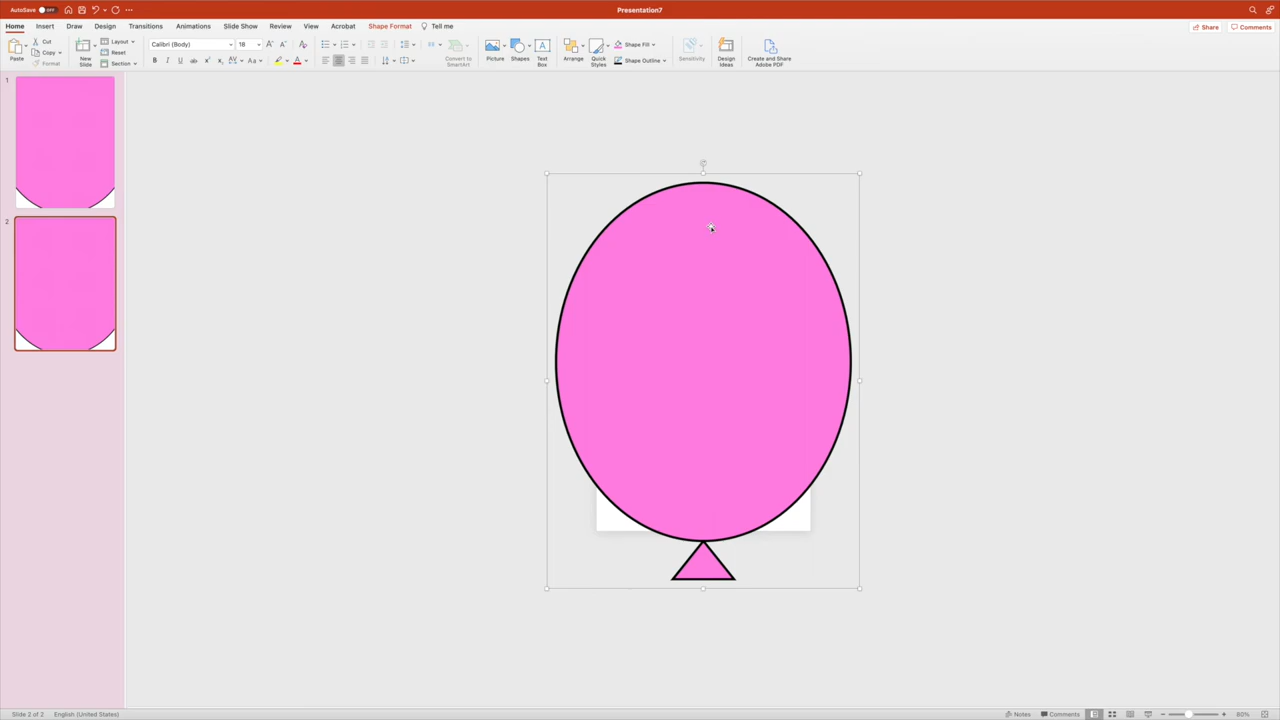 AutoSave OFF
Presentation7
Home Insert Draw Design Transitions Animations Slide Show Review View Acrobat Shape Format Tell me
Share Comments
Paste
Cut
Copy
Format
New Slide
Layout
Reset
Section
Calibri (Body) 18
B I U ab x x AV Aa A
Convert to SmartArt
Picture
Shapes
Text Box
Arrange
Quick Styles
Shape Fill
Shape Outline
Sensitivity
Design Ideas
Create and Share Adobe PDF
1
2
Slide 2 of 2 English (United States) Notes Comments 80%